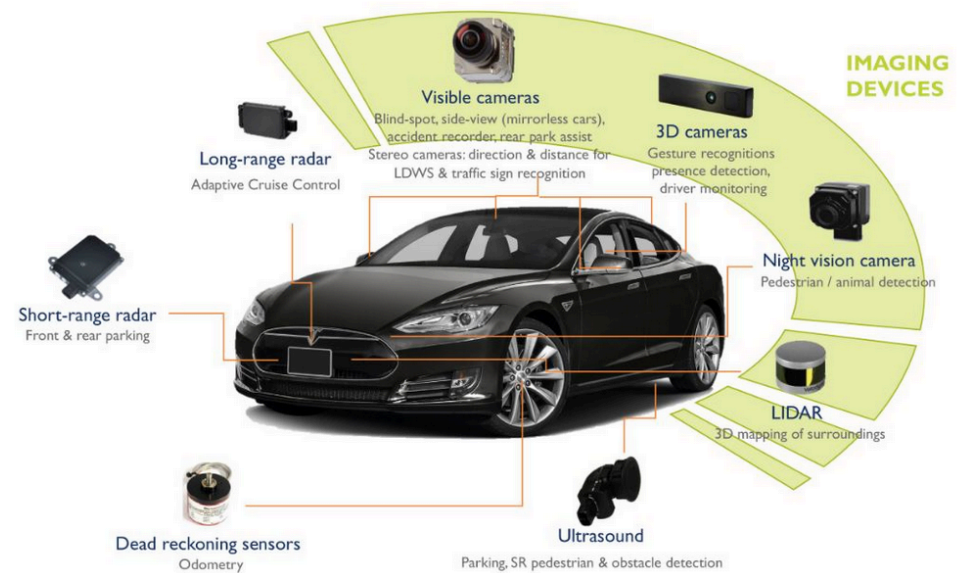 IMAGING
DEVICES
Visible cameras
Blind-spot, side-view (mirrorless cars),
accident recorder, rear park assist
Stereo cameras: direction & distance for
LDWS & traffic sign recognition
3D cameras
Gesture recognitions
presence detection,
driver monitoring
Long-range radar
Adaptive Cruise Control
Night vision camera
Pedestrian / animal detection
Short-range radar
Front & rear parking
LIDAR
3D mapping of surroundings
Dead reckoning sensors
Odometry
Ultrasound
Parking, SR pedestrian & obstacle detection